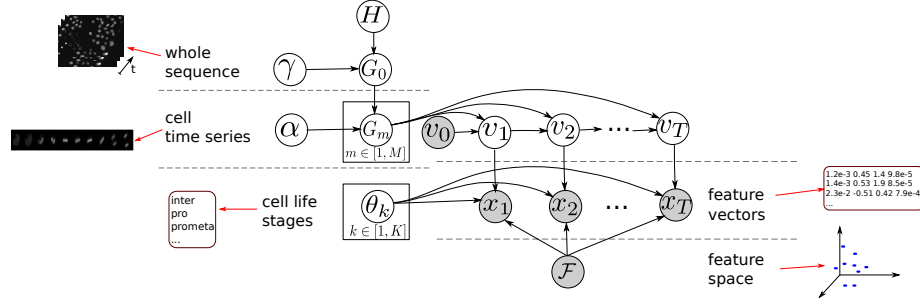 H
t
whole
sequence
γ
G₀
cell
time series
α
Gₘ
m ∈ [1, M]
v₀
v₁
v₂
...
v_T
inter
pro
prometa
...
cell life
stages
θₖ
k ∈ [1, K]
x₁
x₂
...
x_T
feature
vectors
1.2e-3 0.45 1.4 9.8e-5
1.4e-3 0.53 1.9 8.5e-5
2.3e-2 -0.51 0.42 7.9e-4
...
F
feature
space